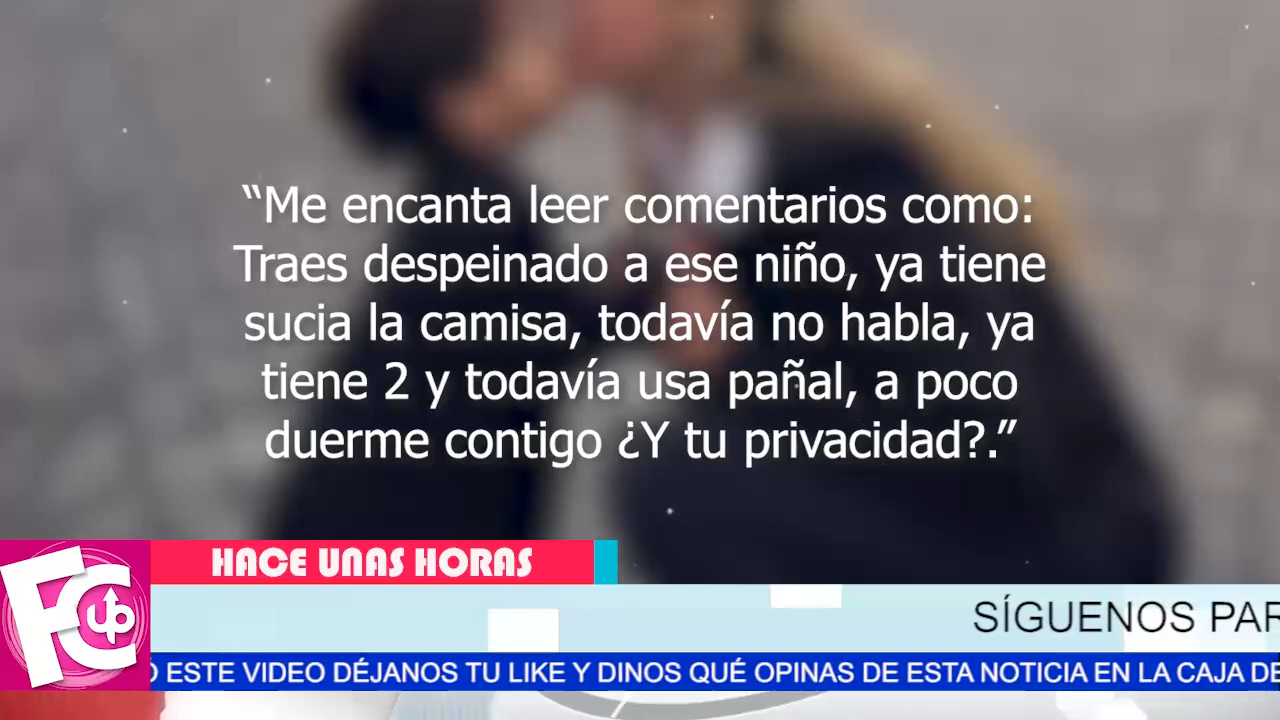 “Me encanta leer comentarios como:
Traes despeinado a ese niño, ya tiene
sucia la camisa, todavía no habla, ya
tiene 2 y todavía usa pañal, a poco
duerme contigo ¿Y tu privacidad?.”
HACE UNAS HORAS
FC up
SÍGUENOS PAR
Ó ESTE VIDEO DÉJANOS TU LIKE Y DINOS QUÉ OPINAS DE ESTA NOTICIA EN LA CAJA DE